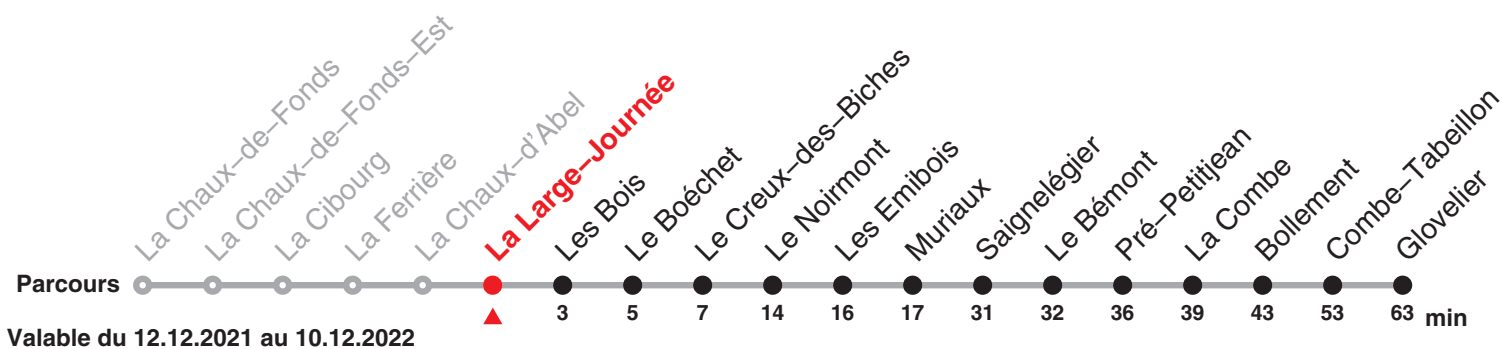 La Chaux–de–Fonds
La Chaux–de–Fonds–Est
La Cibourg
La Ferrière
La Chaux–d'Abel
La Large–Journée
Les Bois
Le Boéchet
Le Creux–des–Biches
Le Noirmont
Les Emibois
Muriaux
Saignelégier
Le Bémont
Pré–Petitjean
La Combe
Bollement
Combe–Tabeillon
Glovelier
Parcours
3 5 7 14 16 17 31 32 36 39 43 53 63 min
Valable du 12.12.2021 au 10.12.2022